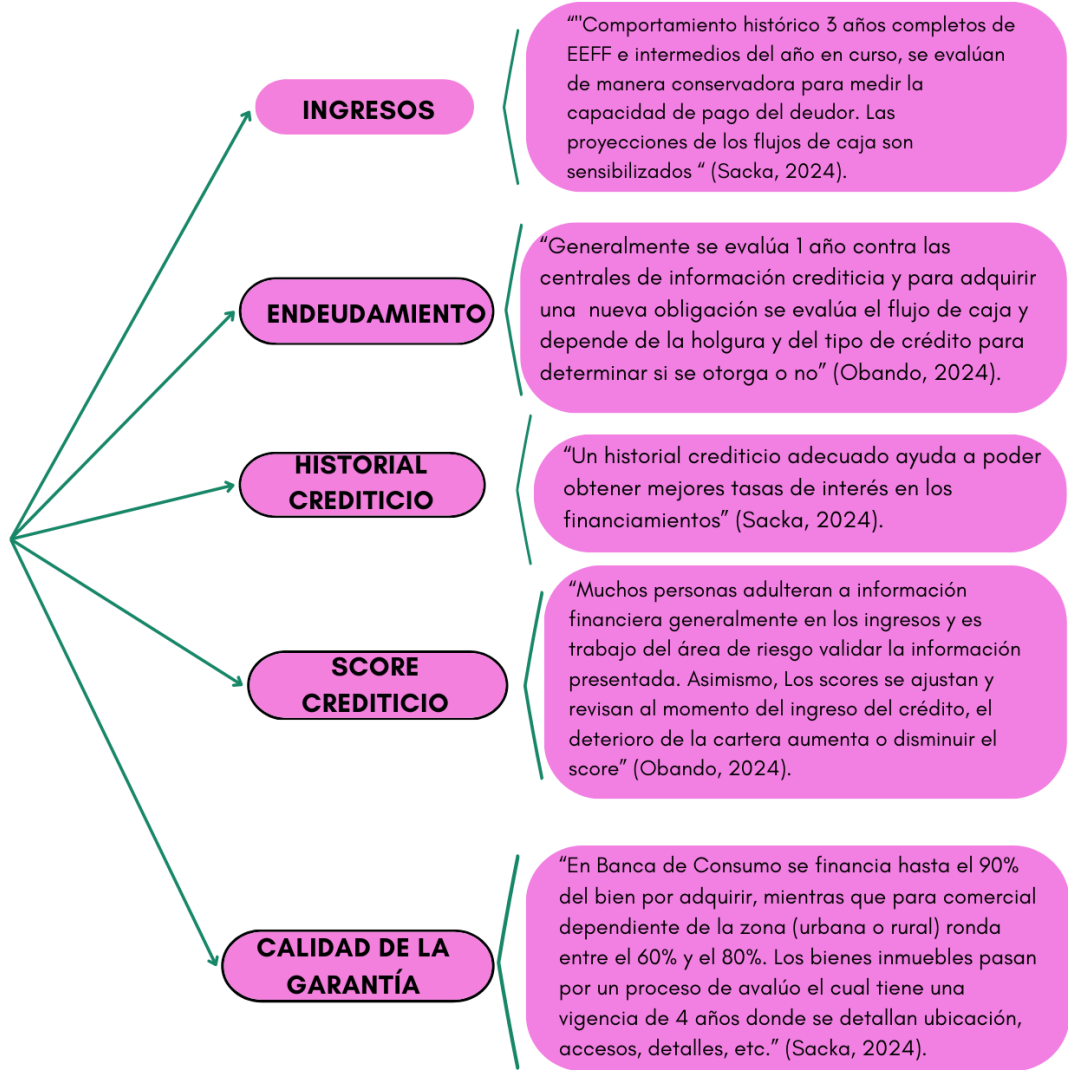 INGRESOS
“"Comportamiento histórico 3 años completos de
EEFF e intermedios del año en curso, se evalúan
de manera conservadora para medir la
capacidad de pago del deudor. Las
proyecciones de los flujos de caja son
sensibilizados “ (Sacka, 2024).
ENDEUDAMIENTO
“Generalmente se evalúa 1 año contra las
centrales de información crediticia y para adquirir
una nueva obligación se evalúa el flujo de caja y
depende de la holgura y del tipo de crédito para
determinar si se otorga o no” (Obando, 2024).
HISTORIAL
CREDITICIO
“Un historial crediticio adecuado ayuda a poder
obtener mejores tasas de interés en los
financiamientos” (Sacka, 2024).
SCORE
CREDITICIO
“Muchos personas adulteran a información
financiera generalmente en los ingresos y es
trabajo del área de riesgo validar la información
presentada. Asimismo, Los scores se ajustan y
revisan al momento del ingreso del crédito, el
deterioro de la cartera aumenta o disminuir el
score” (Obando, 2024).
CALIDAD DE LA
GARANTÍA
“En Banca de Consumo se financia hasta el 90%
del bien por adquirir, mientras que para comercial
dependiente de la zona (urbana o rural) ronda
entre el 60% y el 80%. Los bienes inmuebles pasan
por un proceso de avalúo el cual tiene una
vigencia de 4 años donde se detallan ubicación,
accesos, detalles, etc.” (Sacka, 2024).